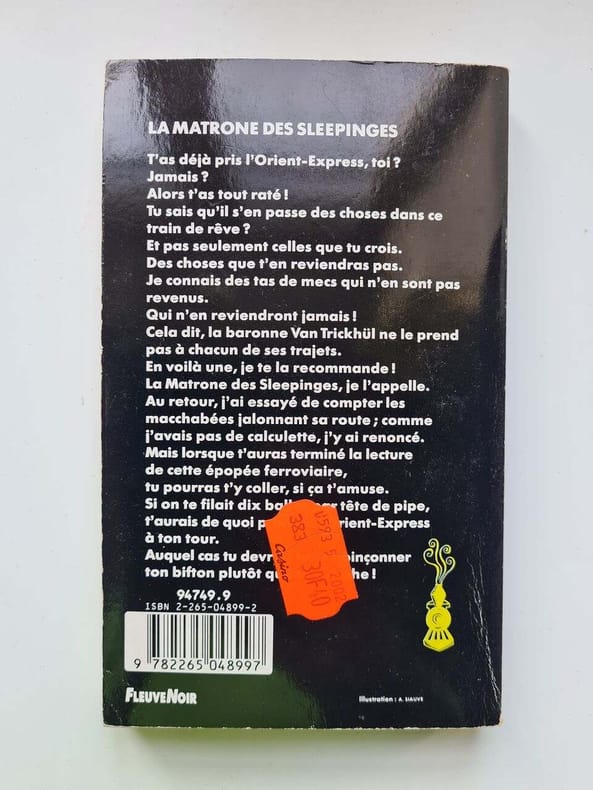 LA MATRONE DES SLEEPINGES
T'as déjà pris l'Orient-Express, toi ?
Jamais ?
Alors t'as tout raté !
Tu sais qu'il s'en passe des choses dans ce
train de rêve ?
Et pas seulement celles que tu crois.
Des choses que t'en reviendras pas.
Je connais des tas de mecs qui n'en sont pas
revenus.
Qui n'en reviendront jamais !
Cela dit, la baronne Van Trickhül ne le prend
pas à chacun de ses trajets.
En voilà une, je te la recommande !
La Matrone des Sleepinges, je l'appelle.
Au retour, j'ai essayé de compter les
macchabées jalonnant sa route ; comme
j'avais pas de calculette, j'y ai renoncé.
Mais lorsque t'auras terminé la lecture
de cette épopée ferroviaire,
tu pourras t'y coller, si ça t'amuse.
Si on te filait dix ball tête de pipe,
t'aurais de quoi p rient-Express
à ton tour.
Auquel cas tu devr oinçonner
ton bifton plutôt qu he !
V593 5 2002
383 30F40
Casino
94749.9
ISBN 2-265-04899-2
9 782265 048997
FLEUVE NOIR
Illustration : A. SIAUVE